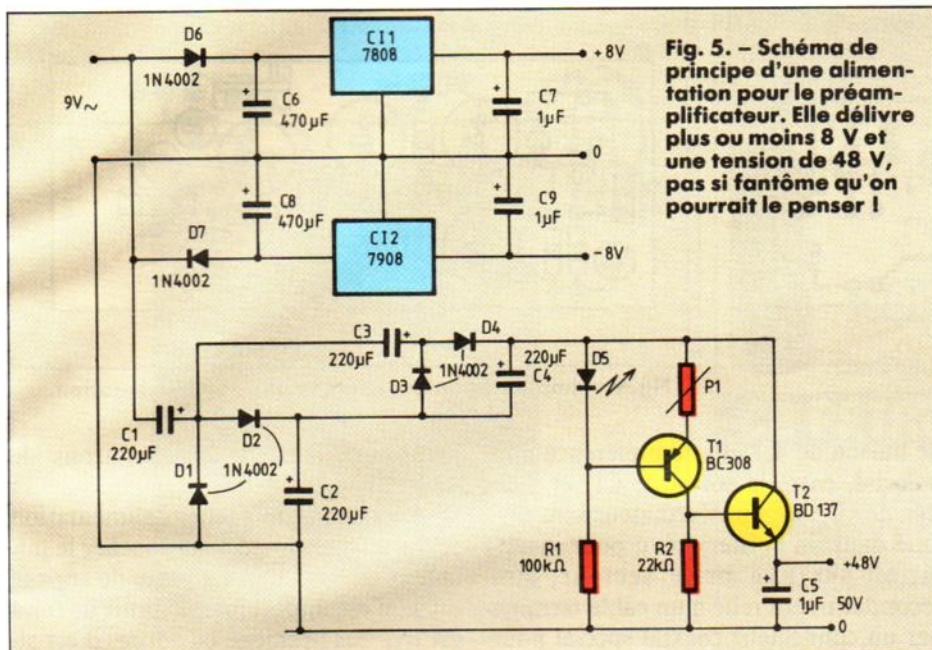 Fig. 5. – Schéma de
principe d'une alimen-
tation pour le préam-
plificateur. Elle délivre
plus ou moins 8 V et
une tension de 48 V,
pas si fantôme qu'on
pourrait le penser !
D6
1N4002
9V~
C6
470µF
CI1
7808
+8V
C7
1µF
0
C8
470µF
C9
1µF
D7
1N4002
CI2
7908
-8V
C3
220µF
D4
1N4002
D3
220µF
C4
D5
P1
C1
220µF
D2
1N4002
D1
C2
220µF
T1
BC308
T2
BD137
R1
100kΩ
R2
22kΩ
+48V
C5
1µF 50V
0